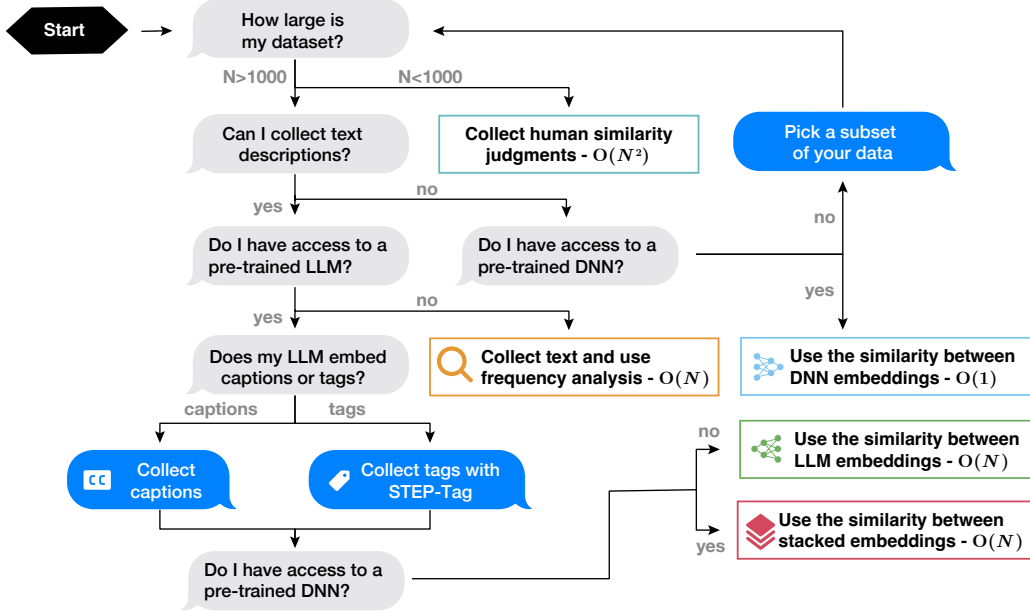 Start
How large is
my dataset?
N>1000
N<1000
Can I collect text
descriptions?
Collect human similarity
judgments - O(N²)
Pick a subset
of your data
yes
no
no
Do I have access to a
pre-trained LLM?
Do I have access to a
pre-trained DNN?
yes
yes
no
Does my LLM embed
captions or tags?
Collect text and use
frequency analysis - O(N)
Use the similarity between
DNN embeddings - O(1)
captions
tags
no
Use the similarity between
LLM embeddings - O(N)
CC
Collect
captions
Collect tags with
STEP-Tag
yes
Use the similarity between
stacked embeddings - O(N)
Do I have access to a
pre-trained DNN?